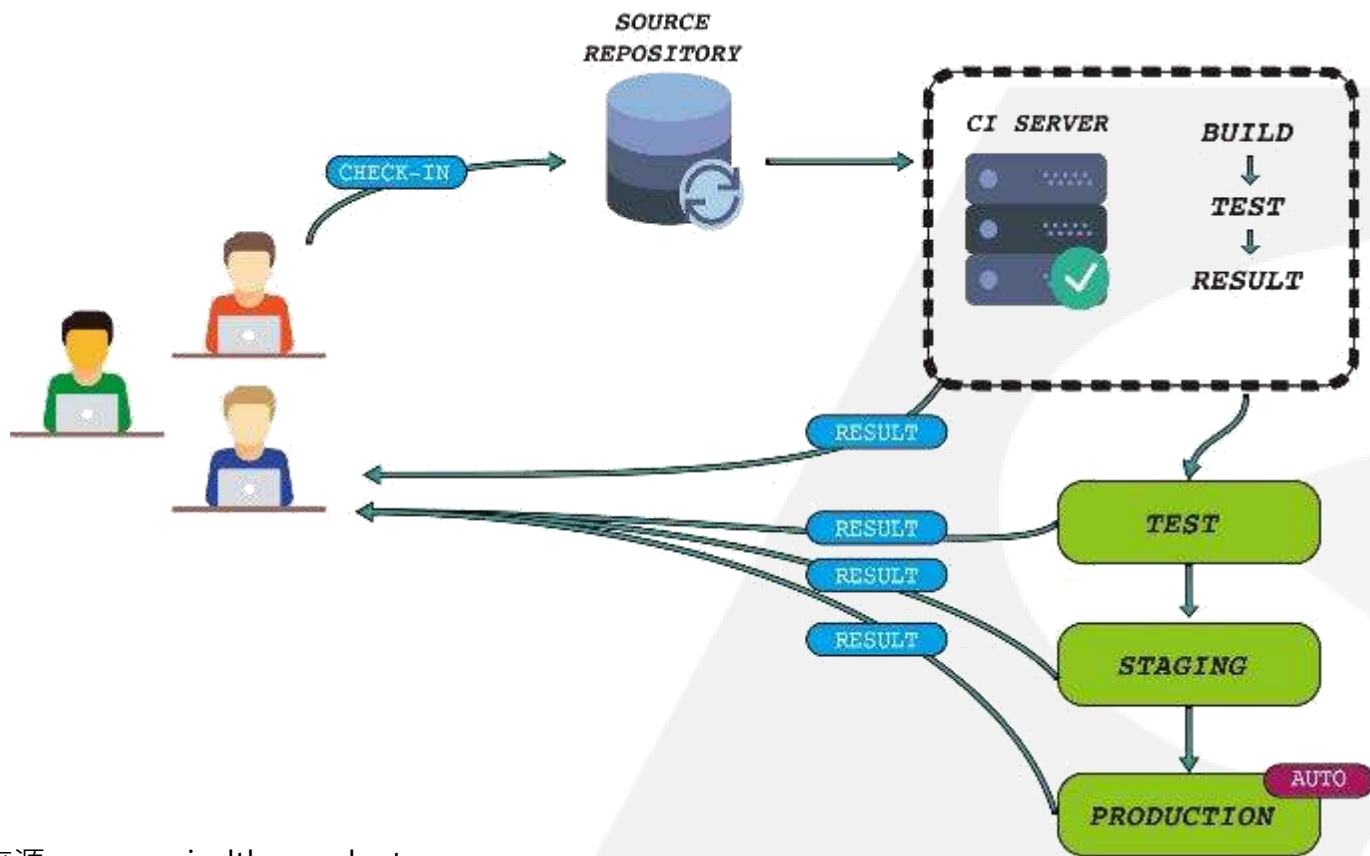 SOURCE
REPOSITORY
CHECK-IN
CI SERVER
BUILD
TEST
RESULT
RESULT
RESULT
RESULT
RESULT
TEST
STAGING
AUTO
PRODUCTION